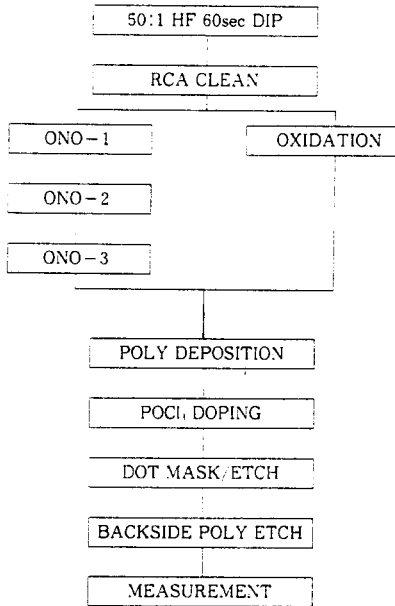 50:1 HF 60sec DIP
RCA CLEAN
ONO-1
OXIDATION
ONO-2
ONO-3
POLY DEPOSITION
POCl₃ DOPING
DOT MASK/ETCH
BACKSIDE POLY ETCH
MEASUREMENT